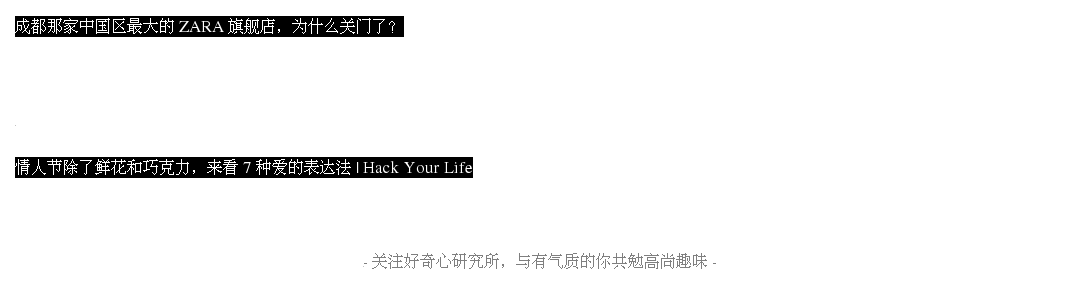 成都那家中国区最大的 ZARA 旗舰店，为什么关门了？
情人节除了鲜花和巧克力，来看 7 种爱的表达法 | Hack Your Life
- 关注好奇心研究所，与有气质的你共勉高尚趣味 -